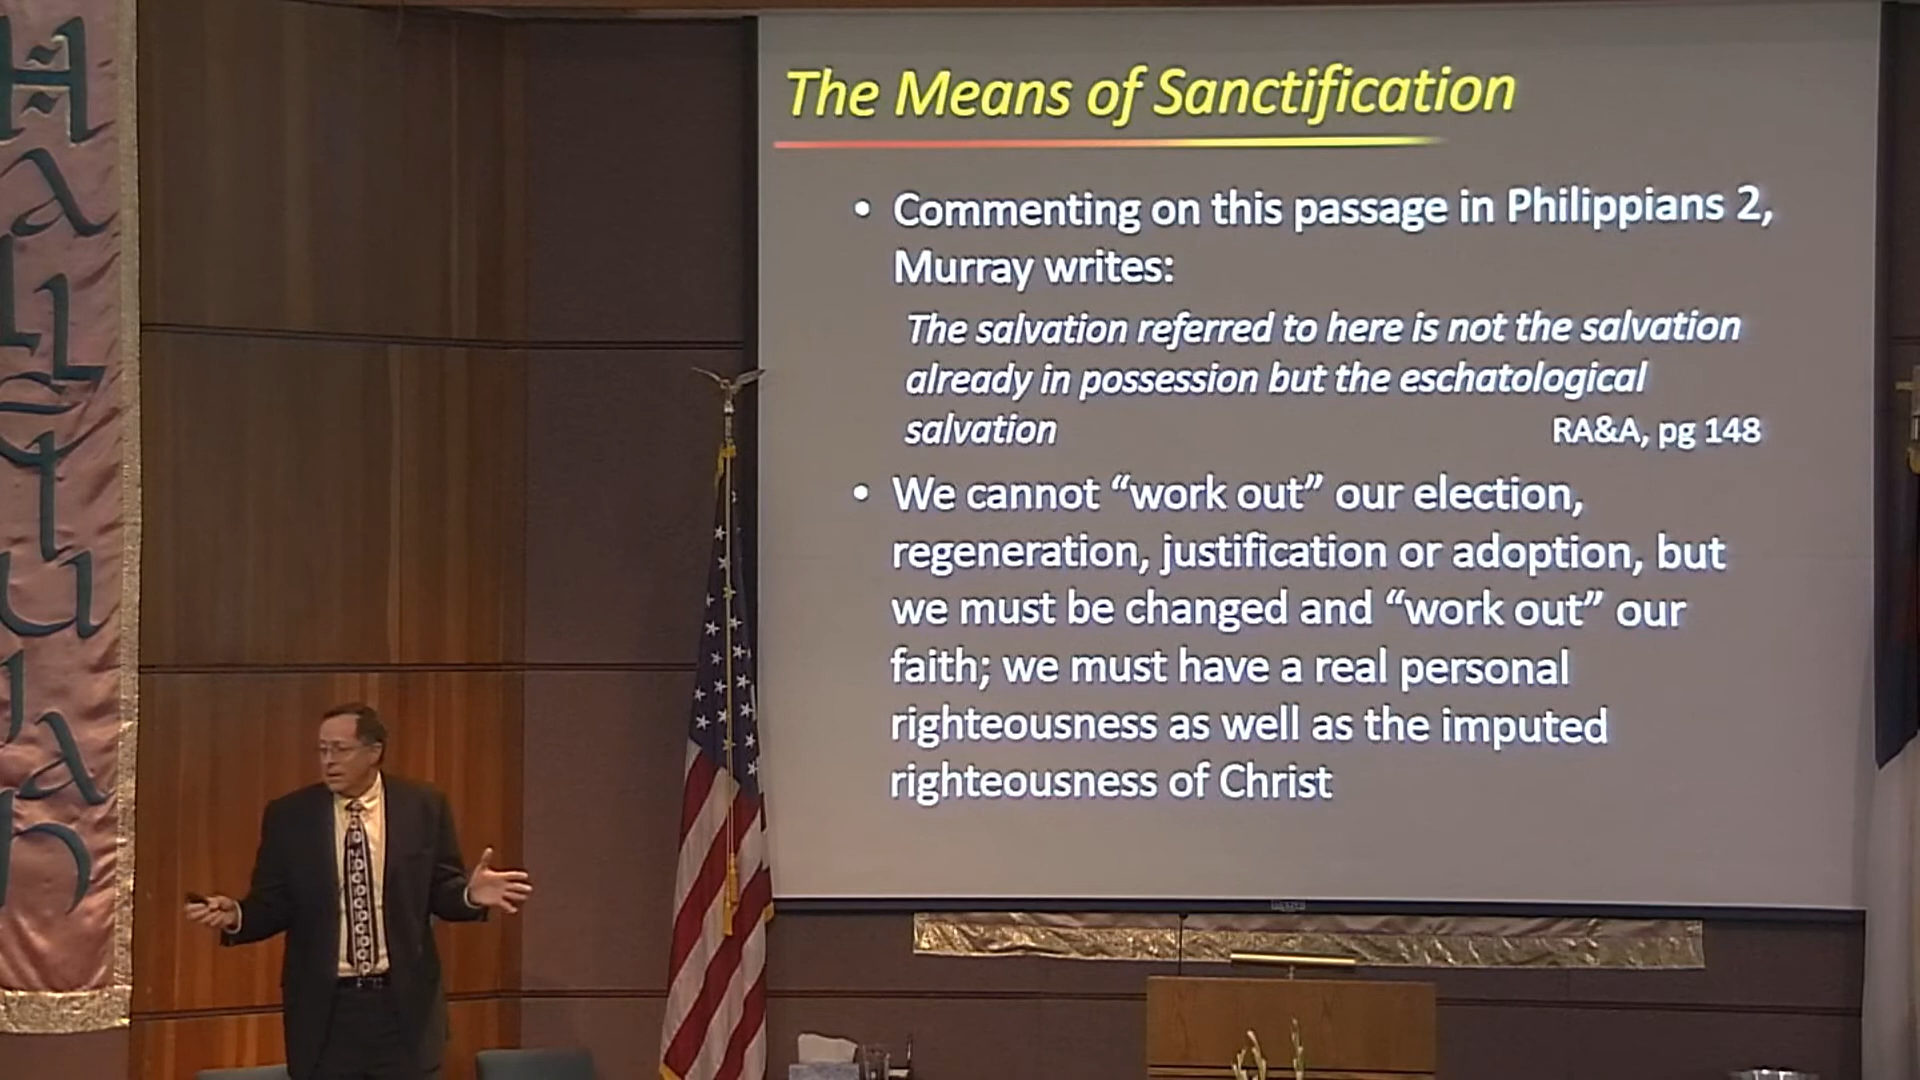 Halleluiah
The Means of Sanctification
• Commenting on this passage in Philippians 2,
Murray writes:
The salvation referred to here is not the salvation
already in possession but the eschatological
salvation RA&A, pg 148
• We cannot “work out” our election,
regeneration, justification or adoption, but
we must be changed and “work out” our
faith; we must have a real personal
righteousness as well as the imputed
righteousness of Christ